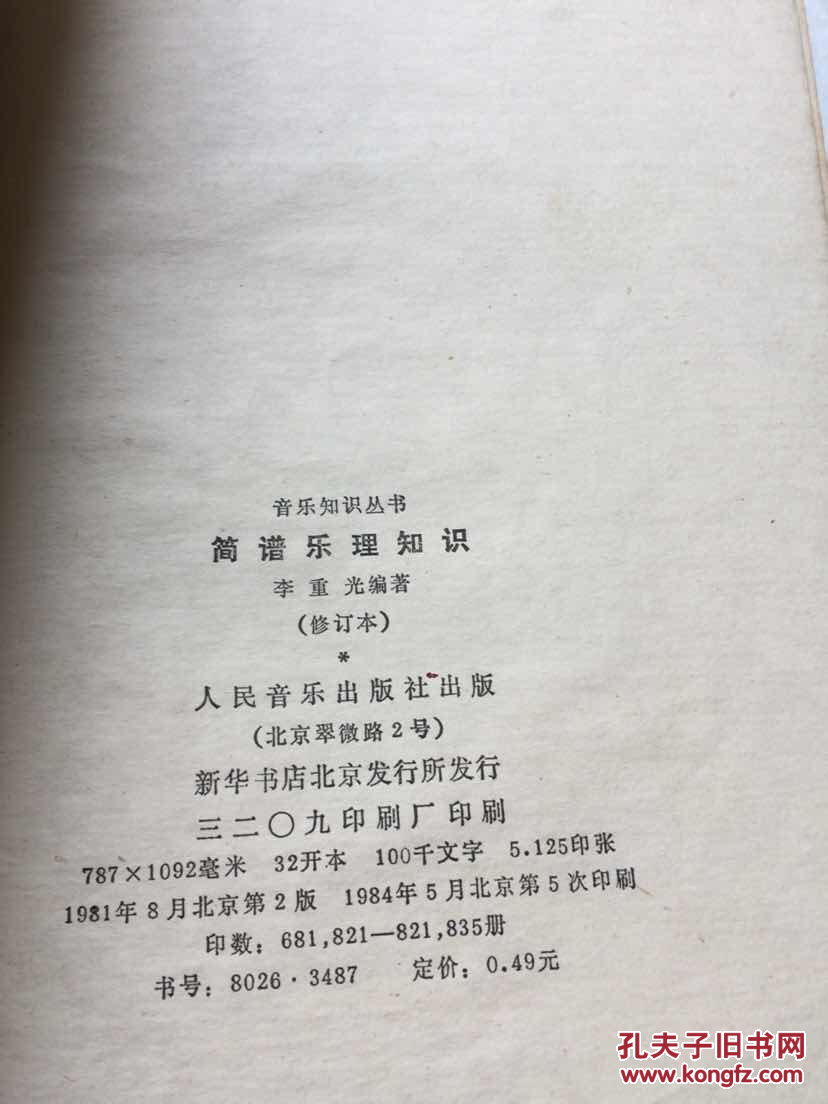 音乐知识丛书
简谱乐理知识
李重光编著
(修订本)
*
人民音乐出版社出版
(北京翠微路2号)
新华书店北京发行所发行
三二〇九印刷厂印刷
787×1092毫米 32开本 100千文字 5.125印张
1981年8月北京第2版 1984年5月北京第5次印刷
印数：681,821—821,835册
书号：8026·3487 定价：0.49元
孔夫子旧书网
www.kongfz.com